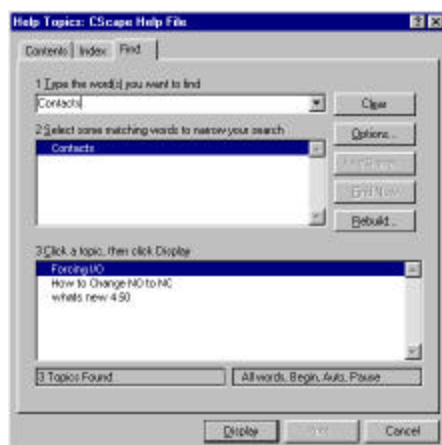 Help Topics: CScape Help File
Contents Index Find
1 Type the word(s) you want to find
Contacts Clear
2 Select some matching words to narrow your search Options...
Contacts
Find Now
Rebuild...
3 Click a topic, then click Display
Forcing I/O
How to Change NO to NC
whats new 4.50
3 Topics Found All words, Begin, Auto, Pause
Display Cancel